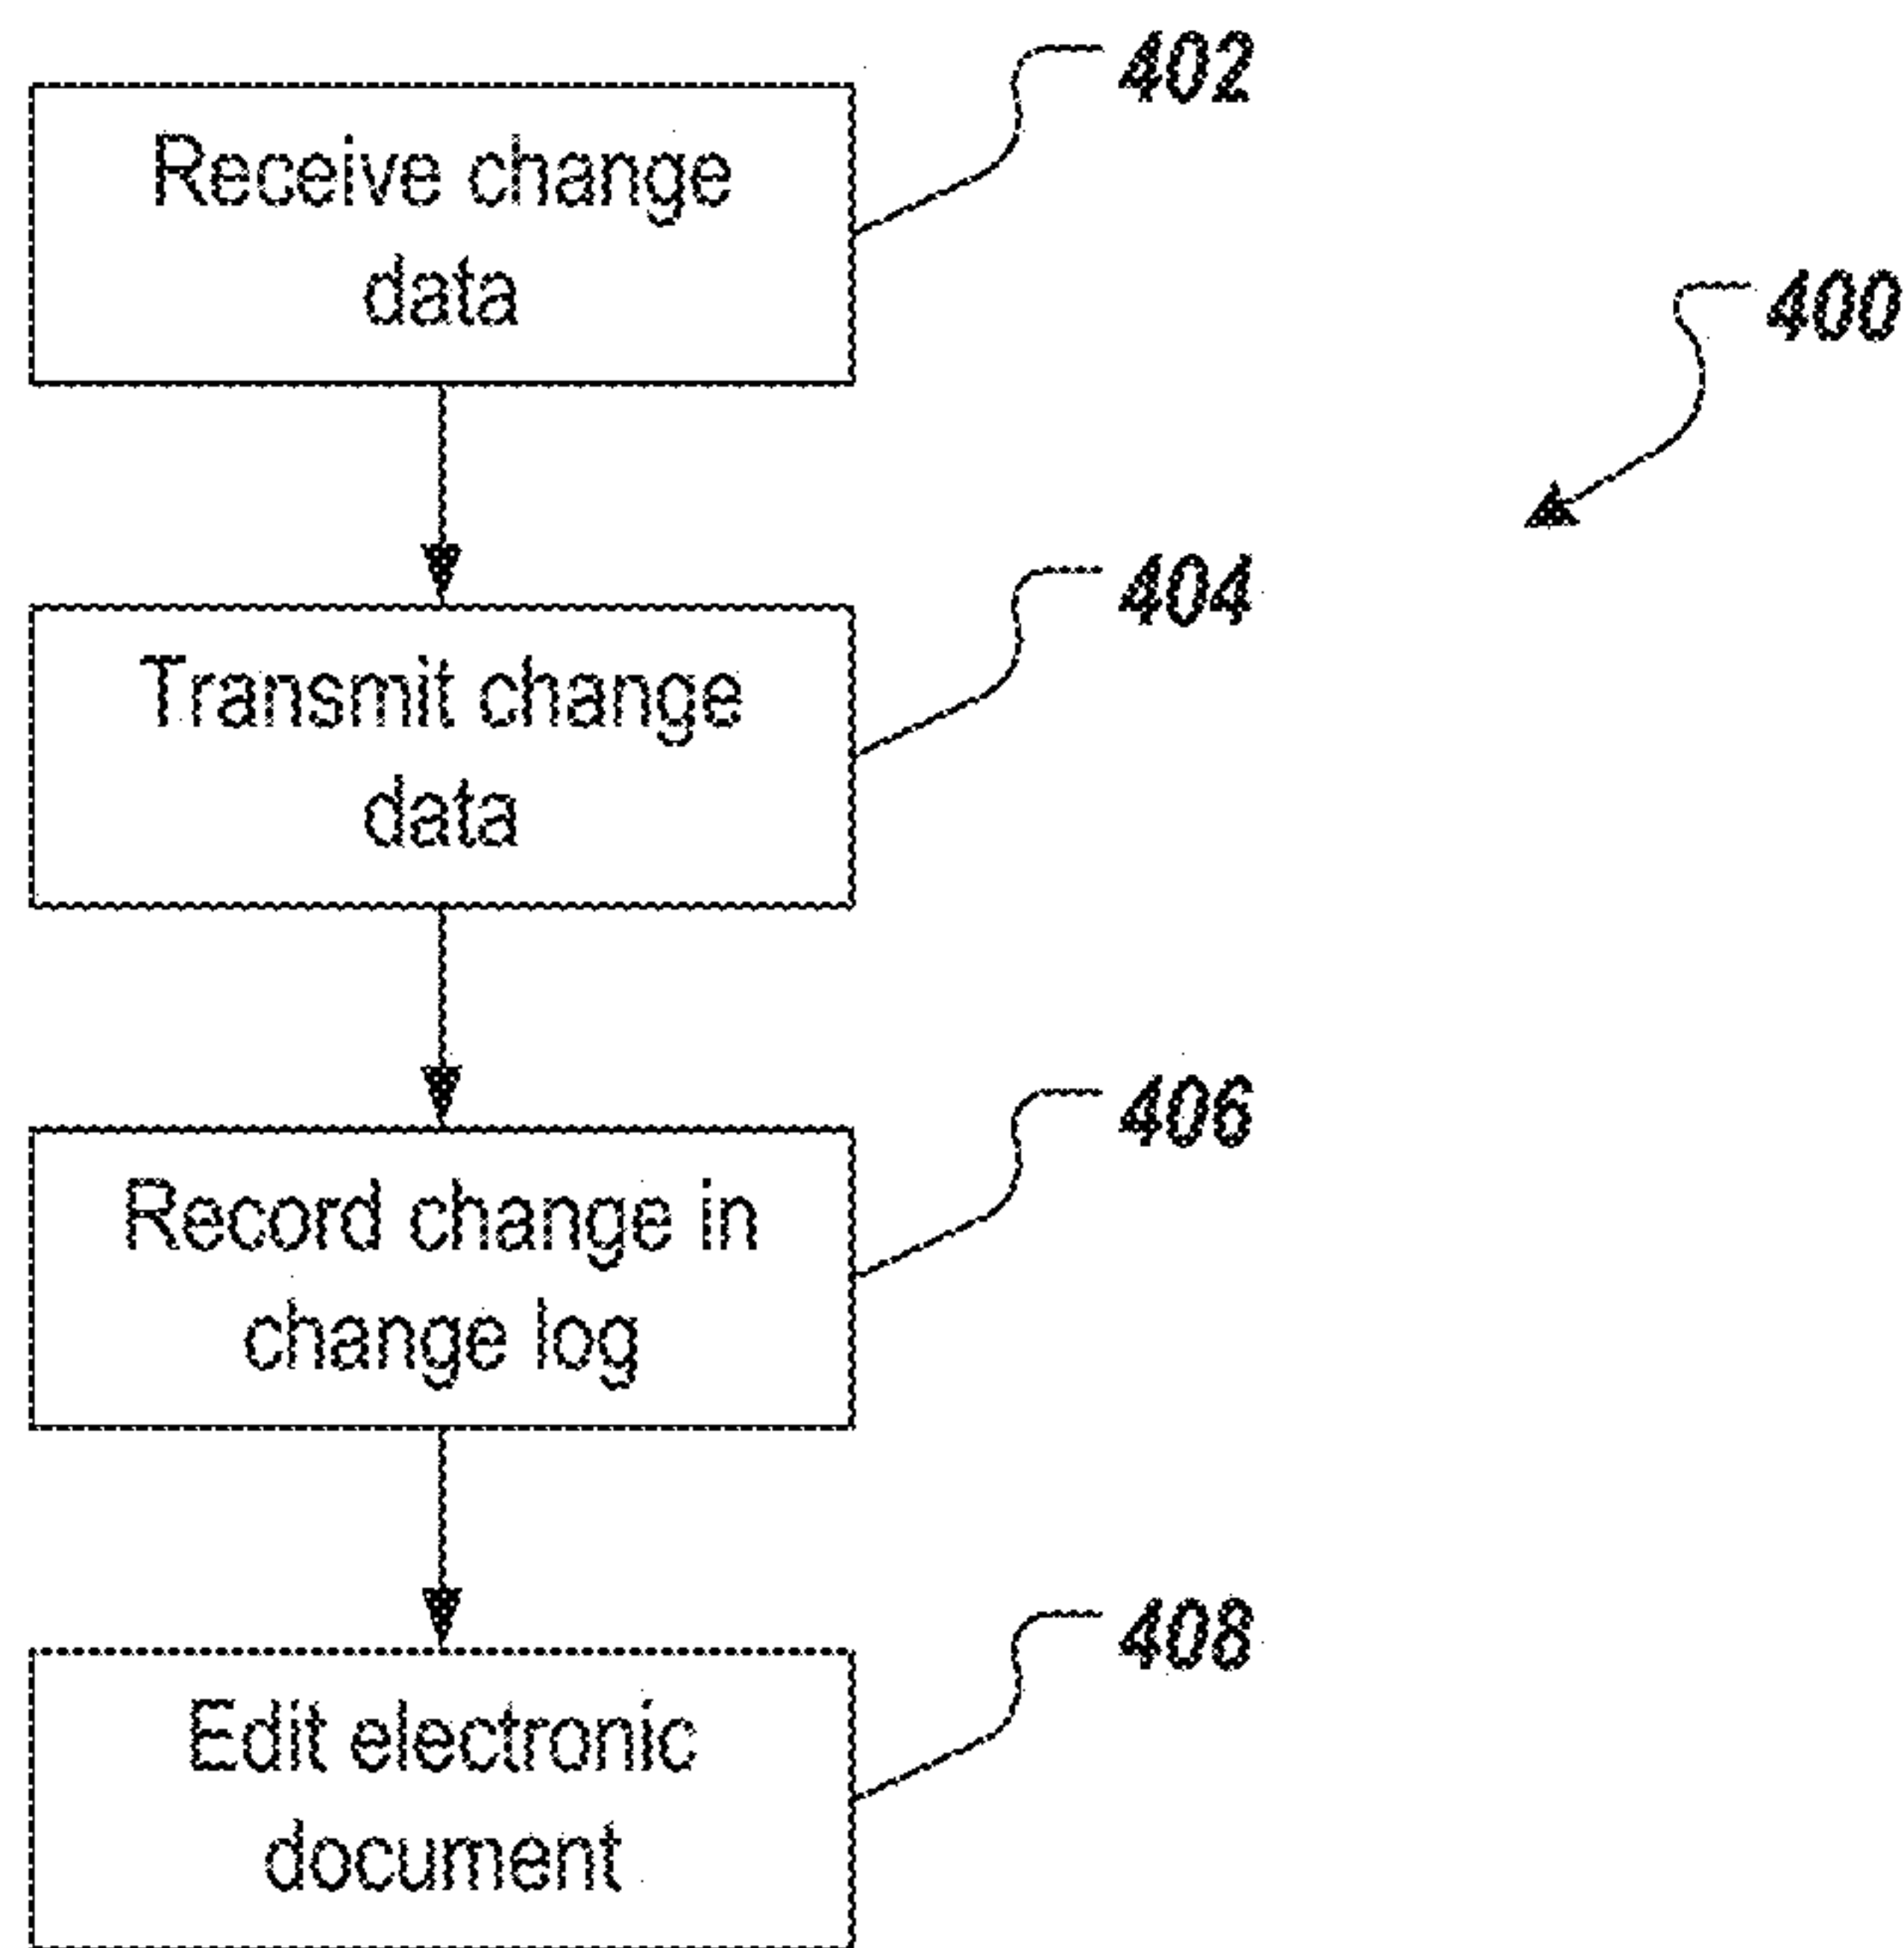 402
Receive change
data
400
404
Transmit change
data
406
Record change in
change log
408
Edit electronic
document